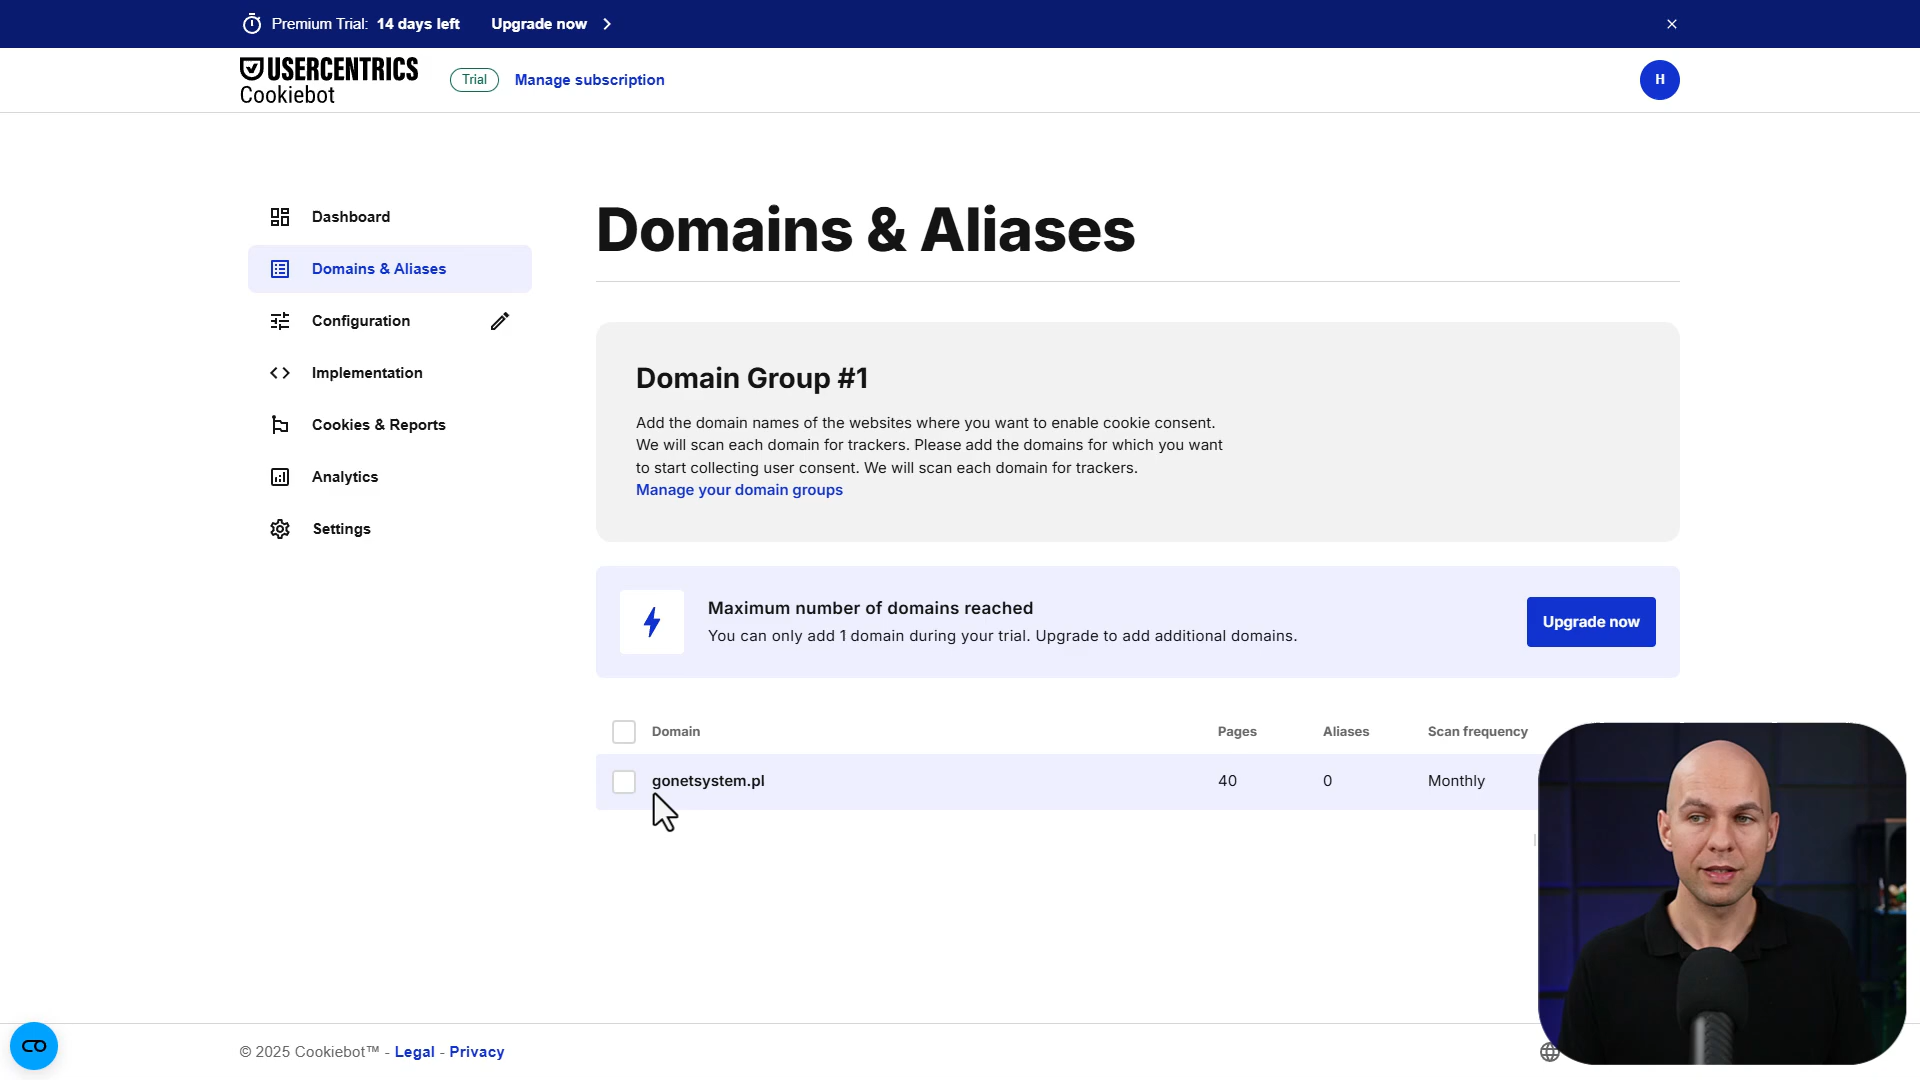 Premium Trial: 14 days left Upgrade now
USERCENTRICS
Cookiebot
Trial
Manage subscription
H
Dashboard
Domains & Aliases
Configuration
Implementation
Cookies & Reports
Analytics
Settings
Domains & Aliases
Domain Group #1
Add the domain names of the websites where you want to enable cookie consent.
We will scan each domain for trackers. Please add the domains for which you want
to start collecting user consent. We will scan each domain for trackers.
Manage your domain groups
Maximum number of domains reached
You can only add 1 domain during your trial. Upgrade to add additional domains.
Upgrade now
Domain Pages Aliases Scan frequency
gonetsystem.pl 40 0 Monthly
© 2025 Cookiebot™ - Legal - Privacy